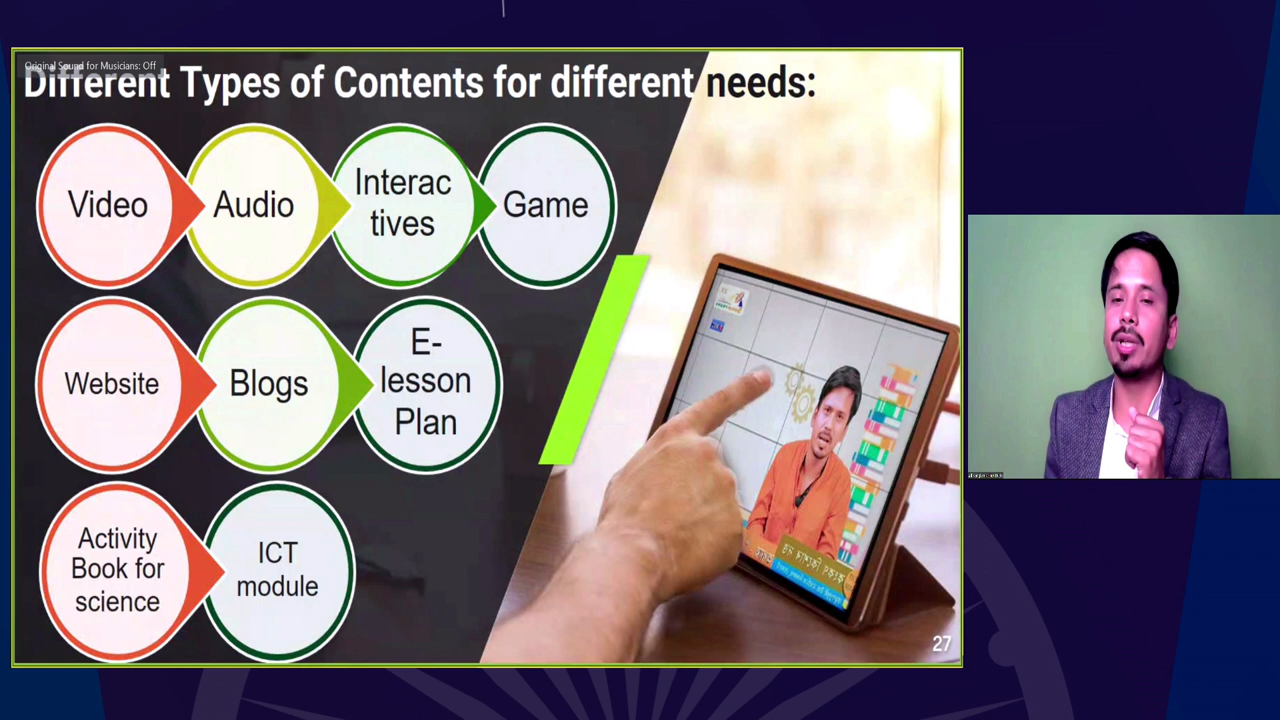 Original Sound for Musicians: Off
Different Types of Contents for different needs:
Video
Audio
Interac
tives
Game
Website
Blogs
E-
lesson
Plan
Activity
Book for
science
ICT
module
27